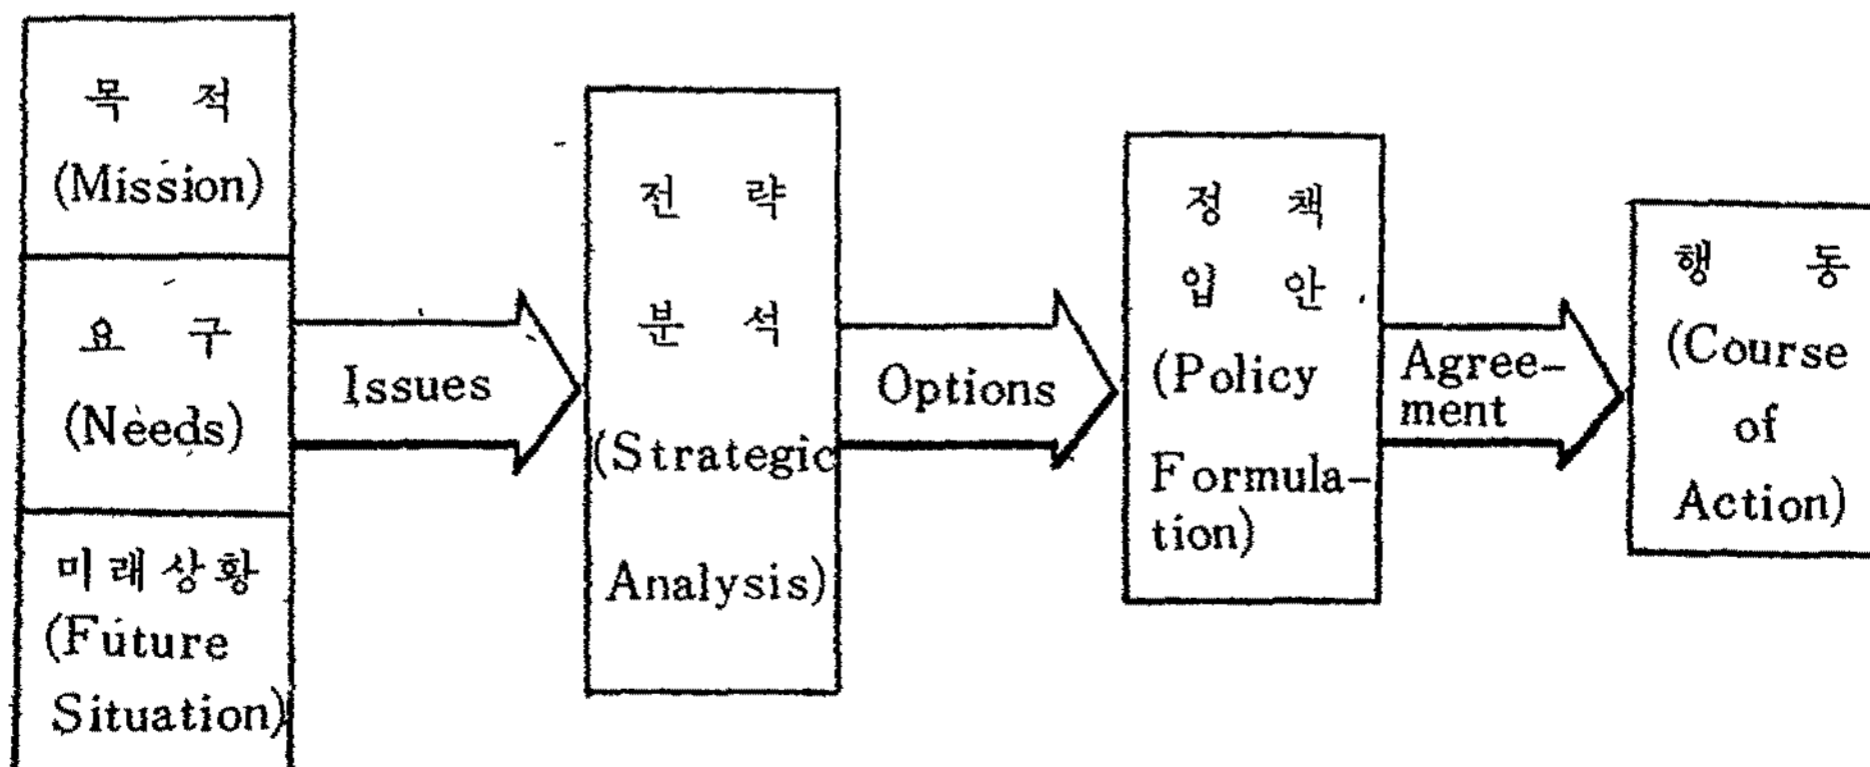 목 적
(Mission)
요 구
(Needs)
미래상황
(Future
Situation)
Issues
전 략
분 석
(Strategic
Analysis)
Options
정 책
입 안
(Policy
Formula-
tion)
Agree-
ment
행 동
(Course
of
Action)